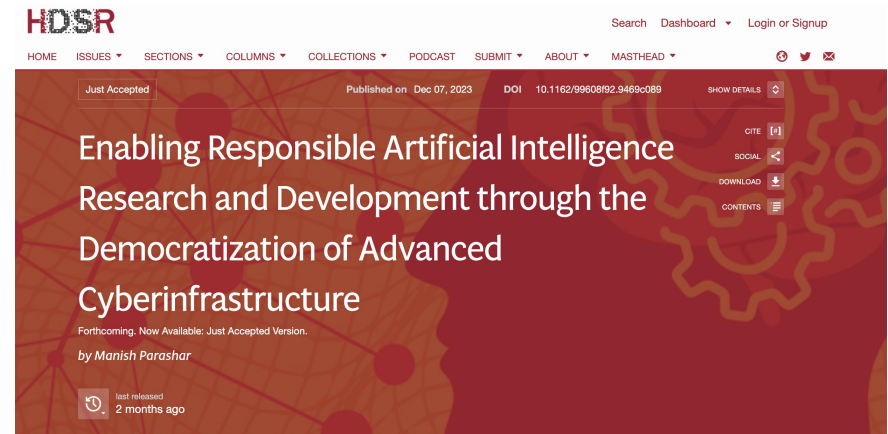 HDSR
Search Dashboard Login or Signup
HOME ISSUES SECTIONS COLUMNS COLLECTIONS PODCAST SUBMIT ABOUT MASTHEAD
Just Accepted Published on Dec 07, 2023 DOI 10.1162/99608f92.9469c089 SHOW DETAILS
CITE [#]
SOCIAL
DOWNLOAD
CONTENTS
Enabling Responsible Artificial Intelligence
Research and Development through the
Democratization of Advanced
Cyberinfrastructure
Forthcoming. Now Available: Just Accepted Version.
by Manish Parashar
last released
2 months ago